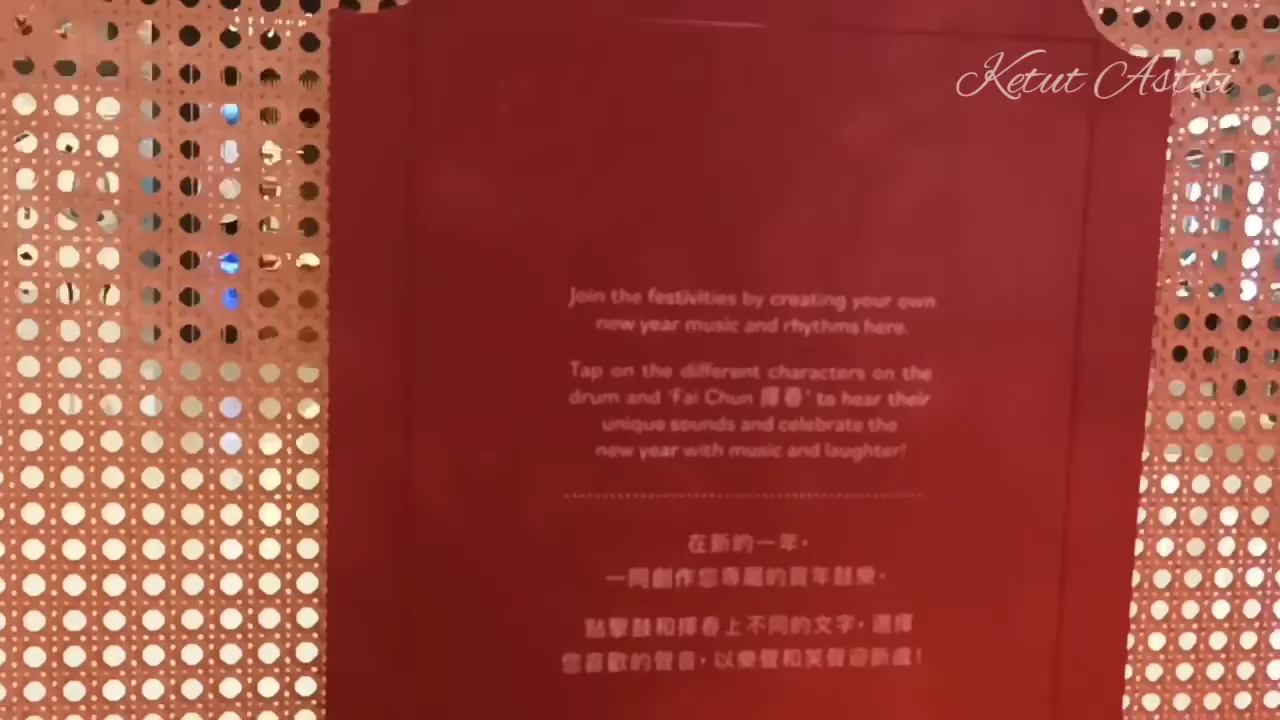 Ketut Astiti
Join the festivities by creating your own
new year music and rhythms here.
Tap on the different characters on the
drum and 'Fai Chun 揮春' to hear their
unique sounds and celebrate the
new year with music and laughter!
在新的一年，
一同創作您專屬的賀年鼓樂。
點擊鼓和揮春上不同的文字，選擇
您喜歡的聲音，以樂聲和笑聲迎新歲！